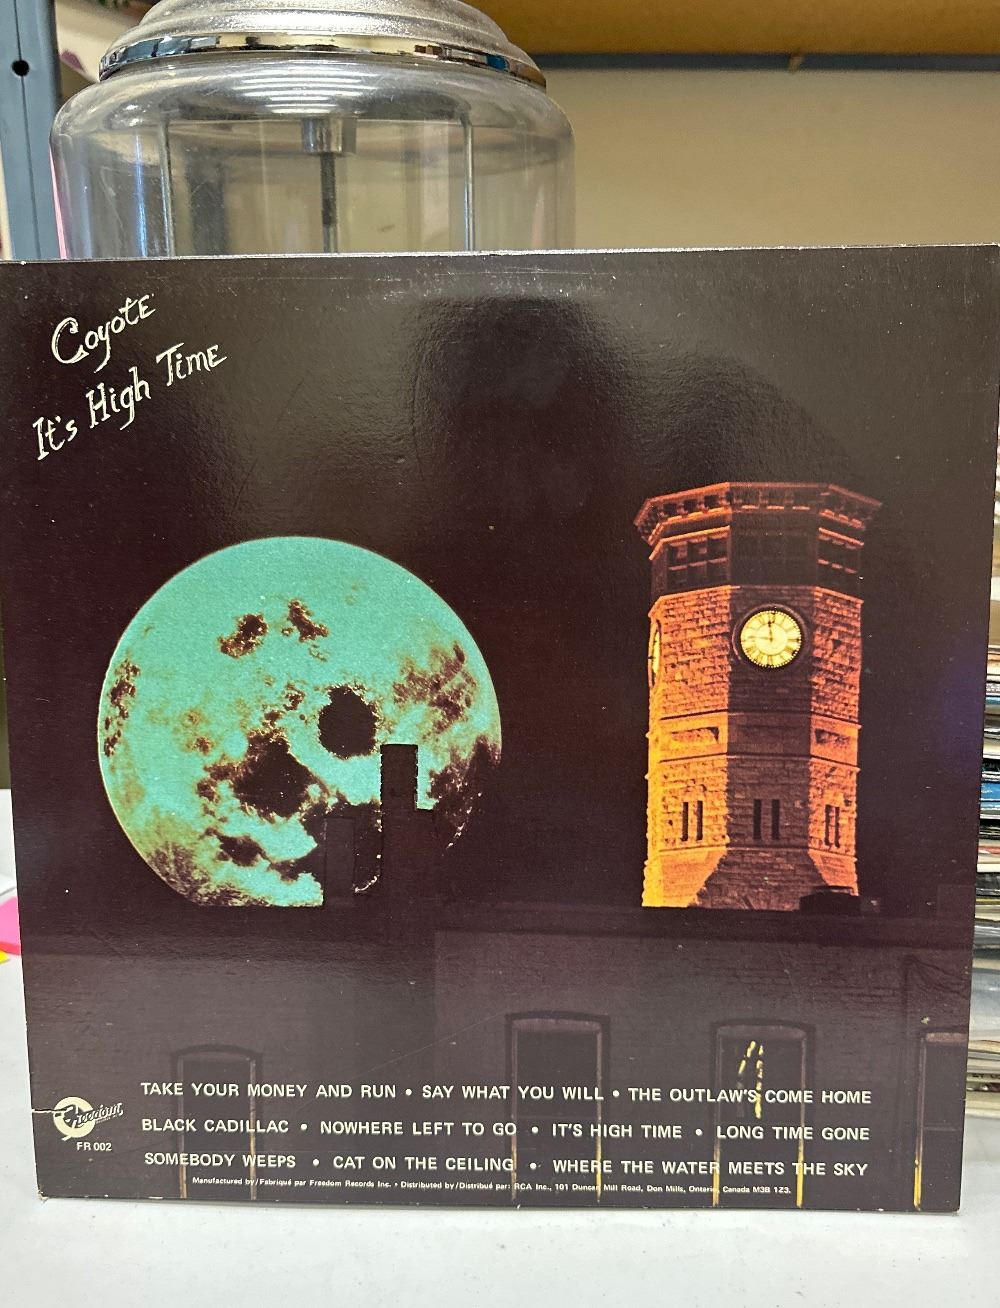 Coyote
It's High Time
TAKE YOUR MONEY AND RUN • SAY WHAT YOU WILL • THE OUTLAW'S COME HOME
BLACK CADILLAC • NOWHERE LEFT TO GO • IT'S HIGH TIME • LONG TIME GONE
SOMEBODY WEEPS • CAT ON THE CEILING • WHERE THE WATER MEETS THE SKY
Freedom
FR 002
Manufactured by/Fabriqué par Freedom Records Inc. • Distributed by/Distribué par: RCA Inc., 101 Duncan Mill Road, Don Mills, Ontario, Canada M3B 1Z3.